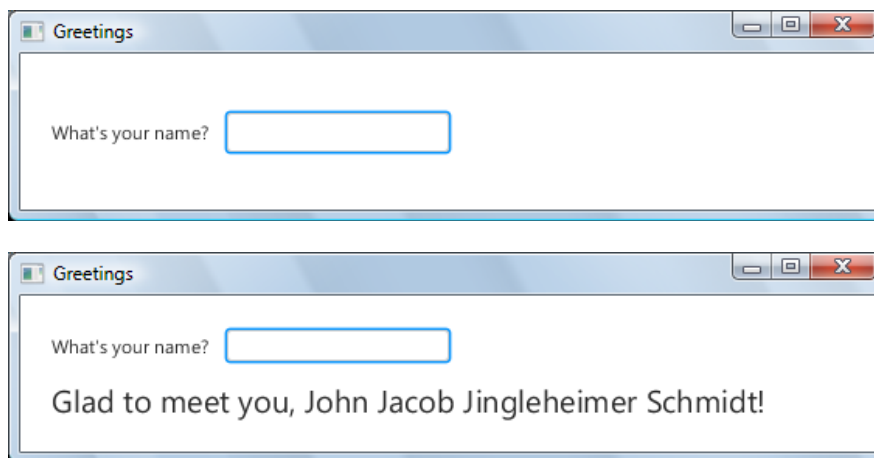 Greetings
What's your name?
Greetings
What's your name?
Glad to meet you, John Jacob Jingleheimer Schmidt!